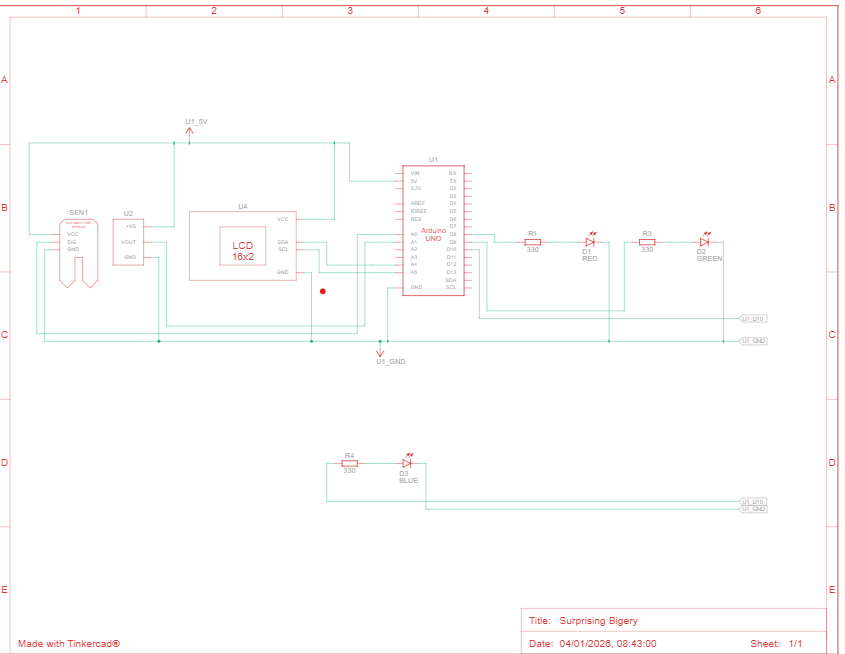 1 2 3 4 5 6
A A
U1_5V
U1
VIN RX
5V TX
3.3V D2
D3
AREF D4
IOREF D5
RES D6
D7
A0 D8
A1 D9
A2 D10
A3 D11
A4 D12
A5 D13
SDA
GND SCL
Arduino
UNO
B B
SEN1
VCC
SIG
GND
U2
+VS
VOUT
GND
U4
VCC
SDA
SCL
GND
LCD
16x2
R1
330
D1
RED
R3
330
D2
GREEN
U1_D10
C C
U1_GND
U1_GND
D D
R4
330
D3
BLUE
U1_D10
U1_GND
E E
Title: Surprising Bigery
Made with Tinkercad®
Date: 04/01/2026, 08:43:00 Sheet: 1/1